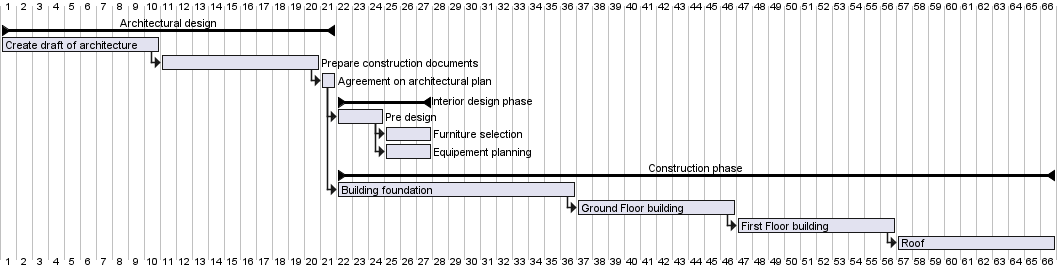 1 2 3 4 5 6 7 8 9 10 11 12 13 14 15 16 17 18 19 20 21 22 23 24 25 26 27 28 29 30 31 32 33 34 35 36 37 38 39 40 41 42 43 44 45 46 47 48 49 50 51 52 53 54 55 56 57 58 59 60 61 62 63 64 65 66
Architectural design
Create draft of architecture
Prepare construction documents
Agreement on architectural plan
Interior design phase
Pre design
Furniture selection
Equipement planning
Construction phase
Building foundation
Ground Floor building
First Floor building
Roof
1 2 3 4 5 6 7 8 9 10 11 12 13 14 15 16 17 18 19 20 21 22 23 24 25 26 27 28 29 30 31 32 33 34 35 36 37 38 39 40 41 42 43 44 45 46 47 48 49 50 51 52 53 54 55 56 57 58 59 60 61 62 63 64 65 66